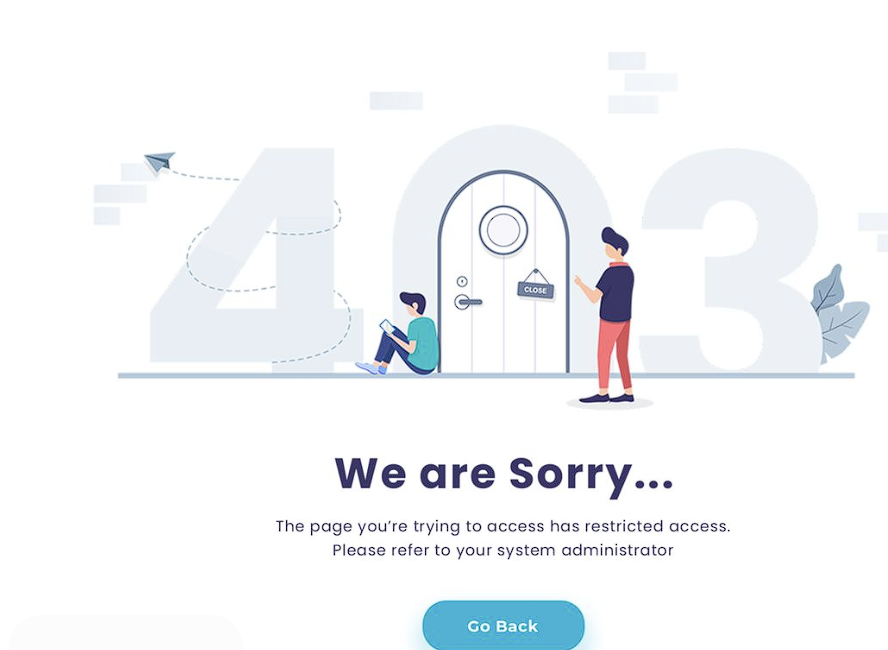 403
CLOSE
We are Sorry...
The page you're trying to access has restricted access.
Please refer to your system administrator
Go Back